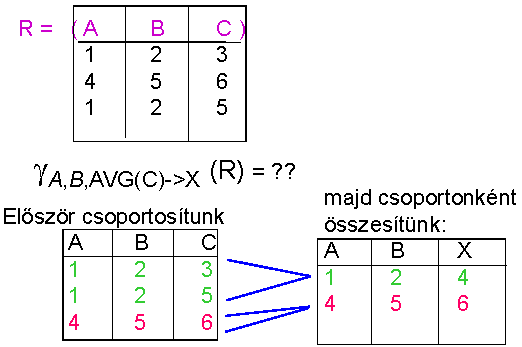 R = ( A B C )
1 2 3
4 5 6
1 2 5
γA,B,AVG(C)->X (R) = ??
Először csoportosítunk
A B C
1 2 3
1 2 5
4 5 6
majd csoportonként
összesítünk:
A B X
1 2 4
4 5 6